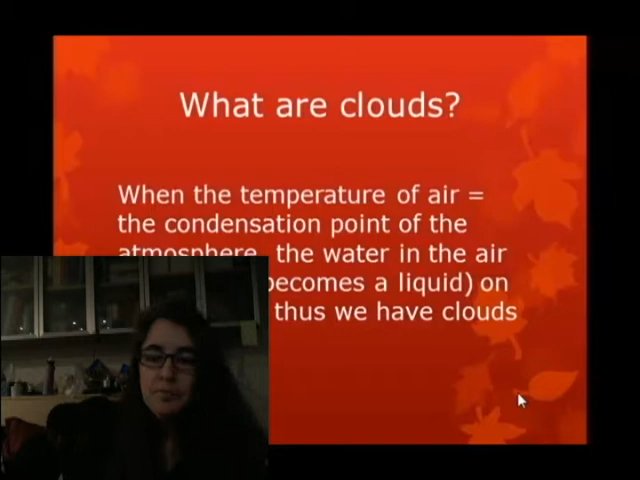 What are clouds?
When the temperature of air =
the condensation point of the
atmosphere, the water in the air
becomes a liquid) on
thus we have clouds